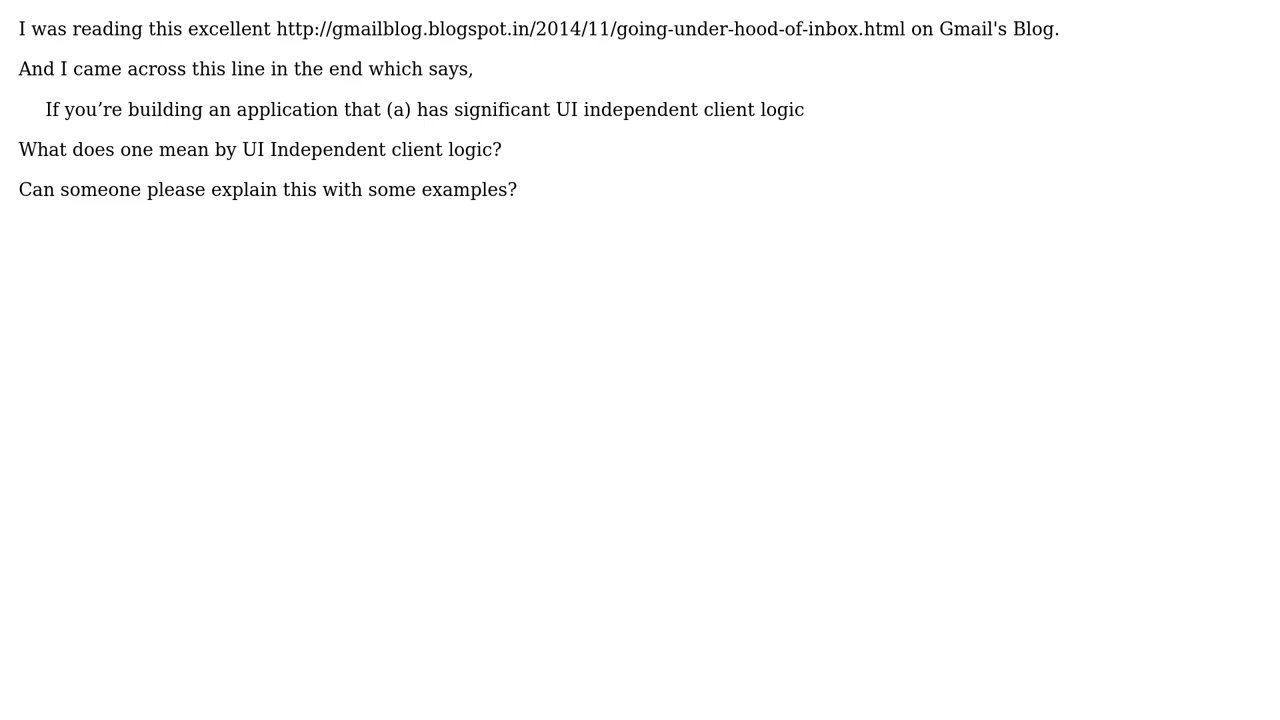 I was reading this excellent http://gmailblog.blogspot.in/2014/11/going-under-hood-of-inbox.html on Gmail's Blog.
And I came across this line in the end which says,
If you’re building an application that (a) has significant UI independent client logic
What does one mean by UI Independent client logic?
Can someone please explain this with some examples?